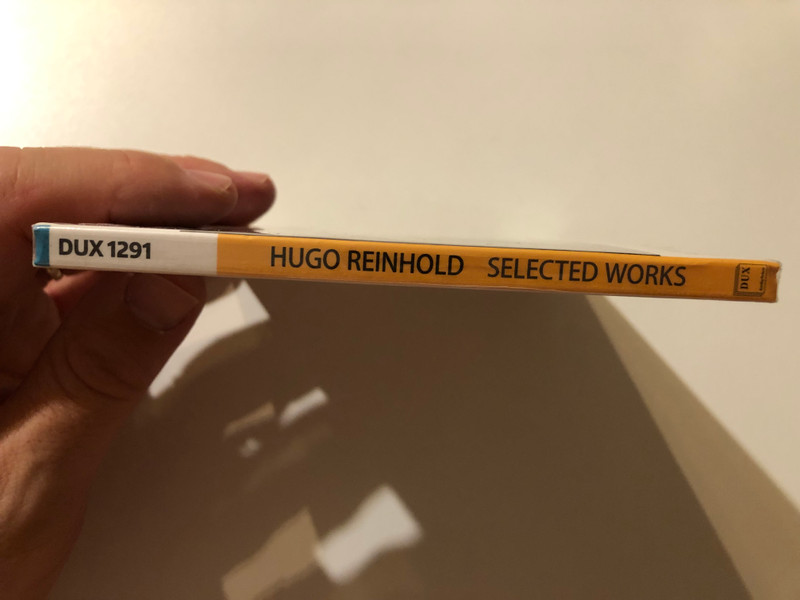 DUX 1291 HUGO REINHOLD SELECTED WORKS
DUX